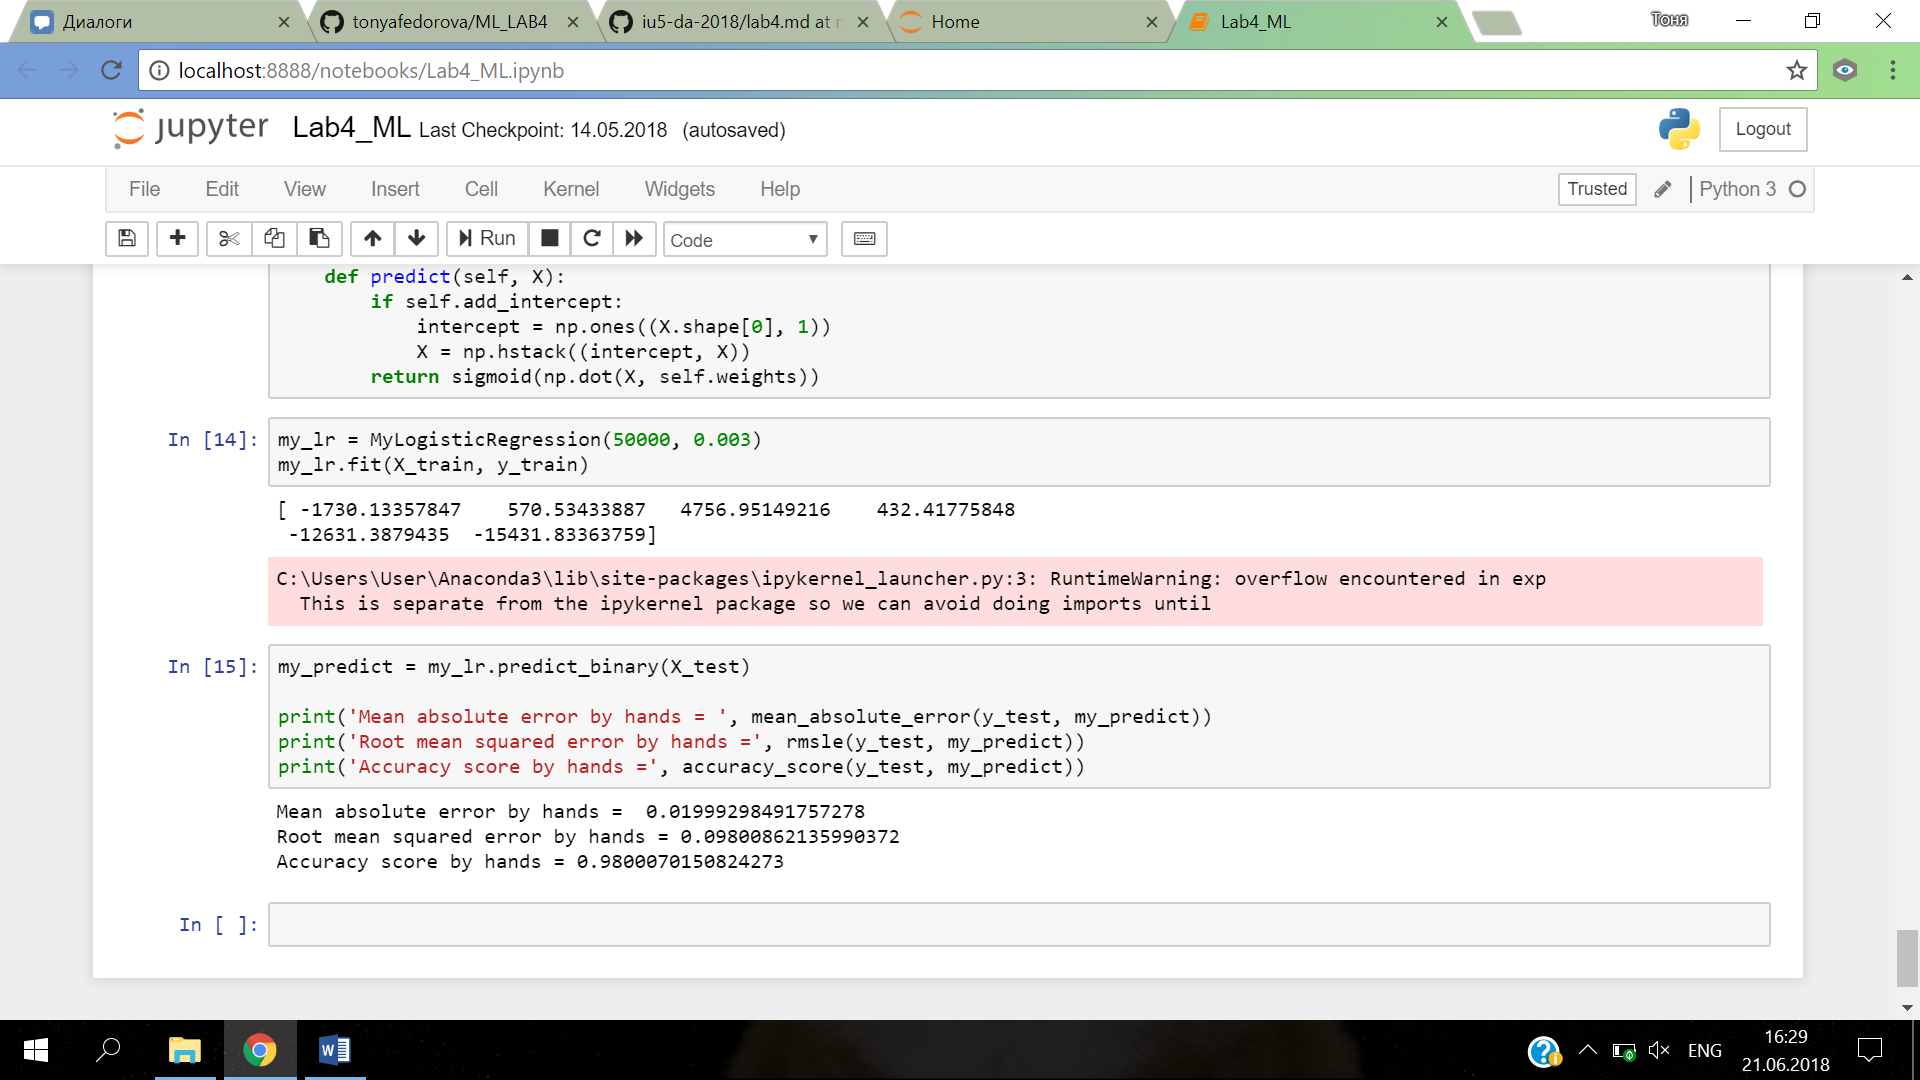 Диалоги
tonyafedorova/ML_LAB4
iu5-da-2018/lab4.md at
Home
Lab4_ML
Тоня
localhost:8888/notebooks/Lab4_ML.ipynb
jupyter Lab4_ML Last Checkpoint: 14.05.2018 (autosaved)
Logout
File Edit View Insert Cell Kernel Widgets Help
Trusted
Python 3
Run
Code
def predict(self, X):
if self.add_intercept:
intercept = np.ones((X.shape[0], 1))
X = np.hstack((intercept, X))
return sigmoid(np.dot(X, self.weights))
In [14]: my_lr = MyLogisticRegression(50000, 0.003)
my_lr.fit(X_train, y_train)
[ -1730.13357847 570.53433887 4756.95149216 432.41775848
-12631.3879435 -15431.83363759]
C:\Users\User\Anaconda3\lib\site-packages\ipykernel_launcher.py:3: RuntimeWarning: overflow encountered in exp
This is separate from the ipykernel package so we can avoid doing imports until
In [15]: my_predict = my_lr.predict_binary(X_test)
print('Mean absolute error by hands = ', mean_absolute_error(y_test, my_predict))
print('Root mean squared error by hands =', rmsle(y_test, my_predict))
print('Accuracy score by hands =', accuracy_score(y_test, my_predict))
Mean absolute error by hands =  0.01999298491757278
Root mean squared error by hands = 0.09800862135990372
Accuracy score by hands = 0.9800070150824273
In [ ]:
ENG
16:29
21.06.2018